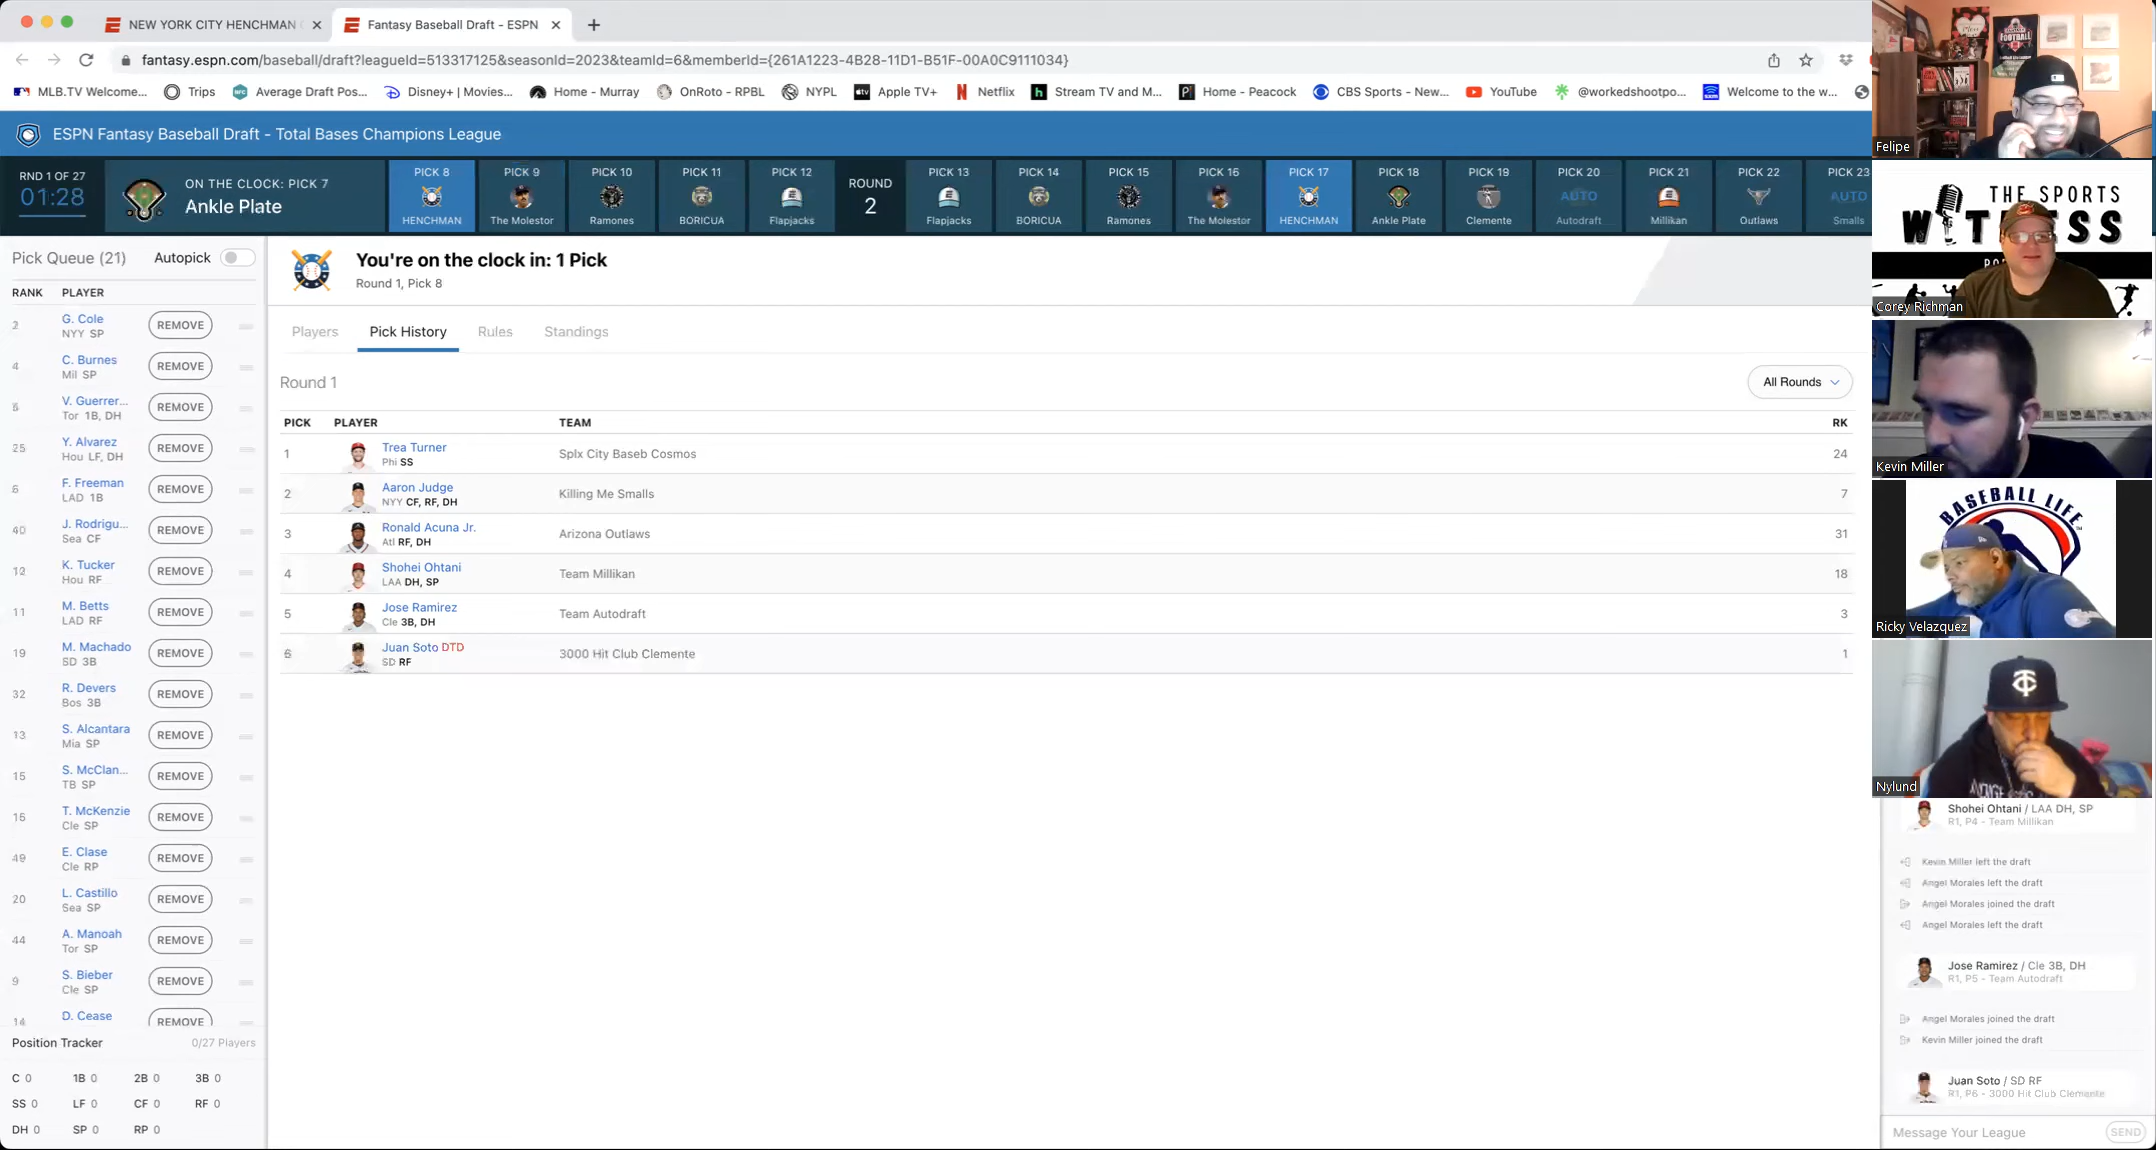 NEW YORK CITY HENCHMAN
Fantasy Baseball Draft - ESPN
fantasy.espn.com/baseball/draft?leagueId=513317125&seasonId=2023&teamId=6&memberId={261A1223-4B28-11D1-B51F-00A0C9111034}
MLB.TV Welcome... Trips Average Draft Pos... Disney+ | Movies... Home - Murray OnRoto - RPBL NYPL Apple TV+ Netflix Stream TV and M... Home - Peacock CBS Sports - New... YouTube @workedshootpo... Welcome to the w...
ESPN Fantasy Baseball Draft - Total Bases Champions League
RND 1 OF 27
01:28
ON THE CLOCK: PICK 7
Ankle Plate
PICK 8
HENCHMAN
PICK 9
The Molestor
PICK 10
Ramones
PICK 11
BORICUA
PICK 12
Flapjacks
ROUND
2
PICK 13
Flapjacks
PICK 14
BORICUA
PICK 15
Ramones
PICK 16
The Molestor
PICK 17
HENCHMAN
PICK 18
Ankle Plate
PICK 19
Clemente
PICK 20
AUTO
Autodraft
PICK 21
Millikan
PICK 22
Outlaws
PICK 23
AUTO
Smalls
Pick Queue (21) Autopick
RANK PLAYER
2 G. Cole REMOVE
NYY SP
4 C. Burnes REMOVE
Mil SP
V. Guerrer... REMOVE
Tor 1B, DH
25 Y. Alvarez REMOVE
Hou LF, DH
6 F. Freeman REMOVE
LAD 1B
40 J. Rodrigu... REMOVE
Sea CF
K. Tucker REMOVE
Hou RF
11 M. Betts REMOVE
LAD RF
19 M. Machado REMOVE
SD 3B
32 R. Devers REMOVE
Bos 3B
13 S. Alcantara REMOVE
Mia SP
15 S. McClan... REMOVE
TB SP
T. McKenzie REMOVE
Cle SP
49 E. Clase REMOVE
Cle RP
20 L. Castillo REMOVE
Sea SP
44 A. Manoah REMOVE
Tor SP
9 S. Bieber REMOVE
Cle SP
14 D. Cease REMOVE
Position Tracker 0/27 Players
C 0 1B 0 2B 0 3B 0
SS 0 LF 0 CF 0 RF 0
DH 0 SP 0 RP 0
You're on the clock in: 1 Pick
Round 1, Pick 8
Players Pick History Rules Standings
Round 1
All Rounds
PICK PLAYER TEAM RK
1 Trea Turner Splx City Baseb Cosmos 24
Phi SS
2 Aaron Judge Killing Me Smalls 7
NYY CF, RF, DH
3 Ronald Acuna Jr. Arizona Outlaws 31
Atl RF, DH
4 Shohei Ohtani Team Millikan 18
LAA DH, SP
5 Jose Ramirez Team Autodraft 3
Cle 3B, DH
6 Juan Soto DTD 3000 Hit Club Clemente 1
SD RF
FOOTBALL
Felipe
THE SPORTS
WITNESS
Corey Richman
Kevin Miller
BASEBALL LIFE
Ricky Velazquez
TC
Nylund
Shohei Ohtani / LAA DH, SP
R1, P4 - Team Millikan
Kevin Miller left the draft
Angel Morales left the draft
Angel Morales joined the draft
Angel Morales left the draft
Jose Ramirez / Cle 3B, DH
R1, P5 - Team Autodraft
Angel Morales joined the draft
Kevin Miller joined the draft
Juan Soto / SD RF
R1, P6 - 3000 Hit Club Clemente
Message Your League SEND